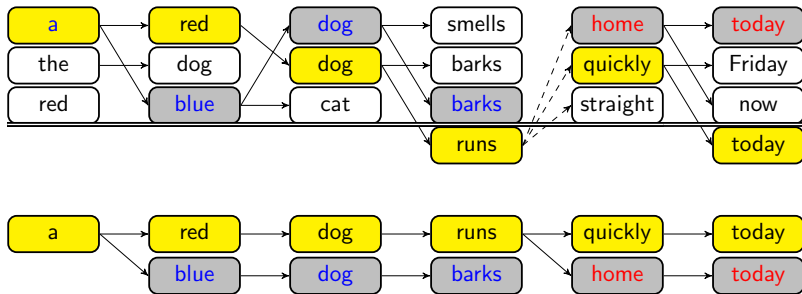 a red dog smells home today
the dog dog barks quickly Friday
red blue cat barks straight now
runs today
a red dog runs quickly today
blue dog barks home today